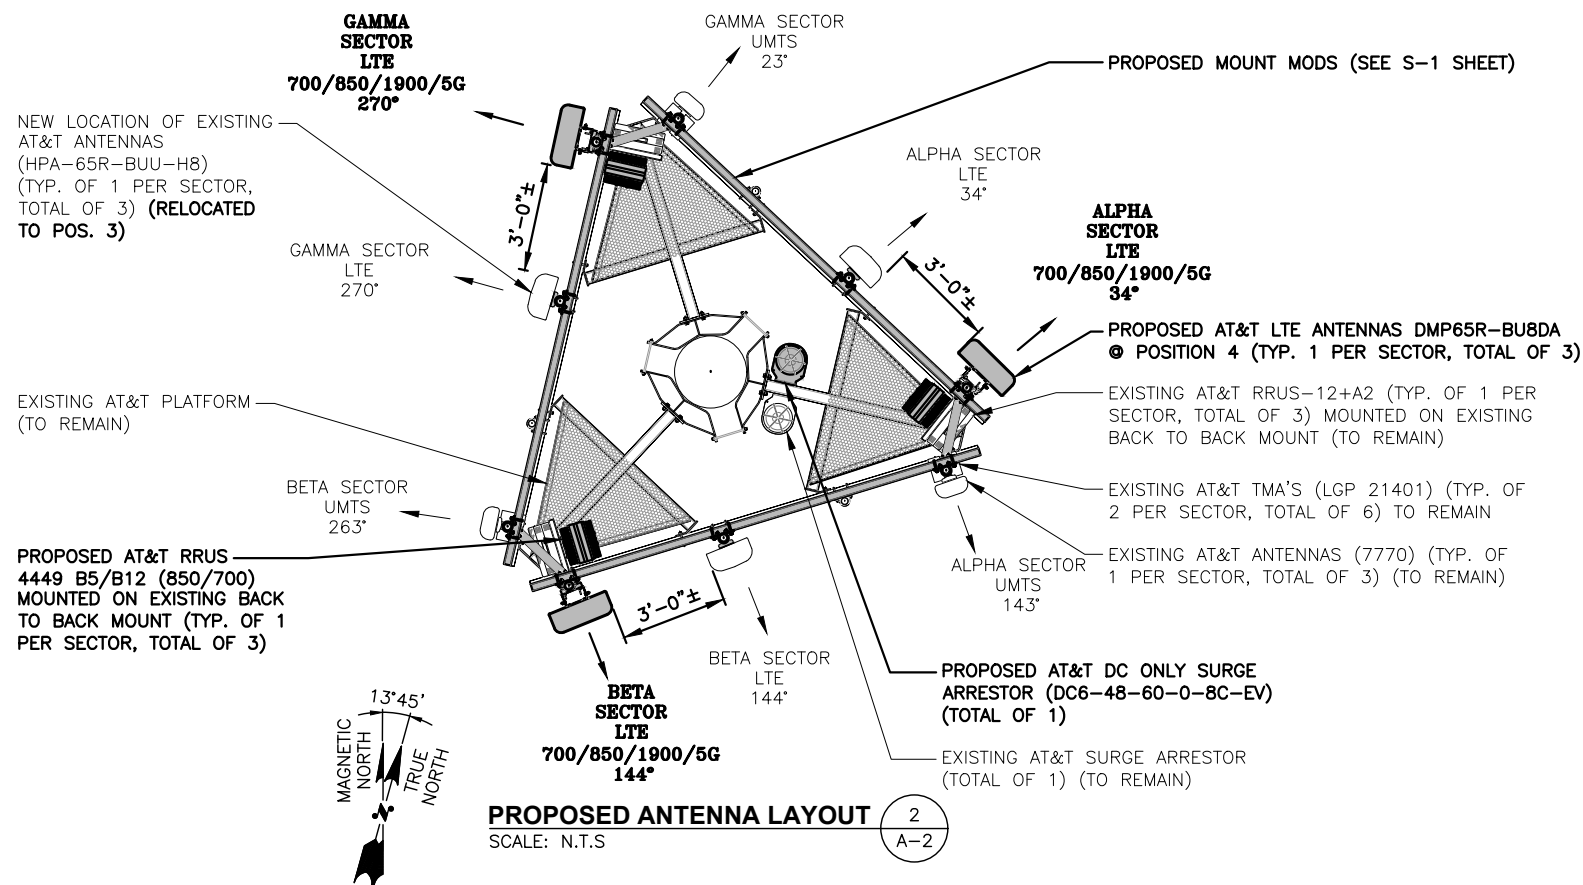 GAMMA
SECTOR
LTE
700/850/1900/5G
270°
GAMMA SECTOR
UMTS
23°
PROPOSED MOUNT MODS (SEE S-1 SHEET)
NEW LOCATION OF EXISTING
AT&T ANTENNAS
(HPA-65R-BUU-H8)
(TYP. OF 1 PER SECTOR,
TOTAL OF 3) (RELOCATED
TO POS. 3)
3'-0"±
ALPHA SECTOR
LTE
34°
ALPHA
SECTOR
LTE
700/850/1900/5G
34°
3'-0"±
GAMMA SECTOR
LTE
270°
PROPOSED AT&T LTE ANTENNAS DMP65R-BU8DA
@ POSITION 4 (TYP. 1 PER SECTOR, TOTAL OF 3)
EXISTING AT&T PLATFORM
(TO REMAIN)
EXISTING AT&T RRUS-12+A2 (TYP. OF 1 PER
SECTOR, TOTAL OF 3) MOUNTED ON EXISTING
BACK TO BACK MOUNT (TO REMAIN)
BETA SECTOR
UMTS
263°
EXISTING AT&T TMA'S (LGP 21401) (TYP. OF
2 PER SECTOR, TOTAL OF 6) TO REMAIN
PROPOSED AT&T RRUS
4449 B5/B12 (850/700)
MOUNTED ON EXISTING BACK
TO BACK MOUNT (TYP. OF 1
PER SECTOR, TOTAL OF 3)
ALPHA SECTOR
UMTS
143°
EXISTING AT&T ANTENNAS (7770) (TYP. OF
1 PER SECTOR, TOTAL OF 3) (TO REMAIN)
3'-0"±
BETA SECTOR
LTE
144°
BETA
SECTOR
LTE
700/850/1900/5G
144°
PROPOSED AT&T DC ONLY SURGE
ARRESTOR (DC6-48-60-0-8C-EV)
(TOTAL OF 1)
EXISTING AT&T SURGE ARRESTOR
(TOTAL OF 1) (TO REMAIN)
13°45'
MAGNETIC
NORTH
TRUE
NORTH
N
PROPOSED ANTENNA LAYOUT
SCALE: N.T.S
2
A-2